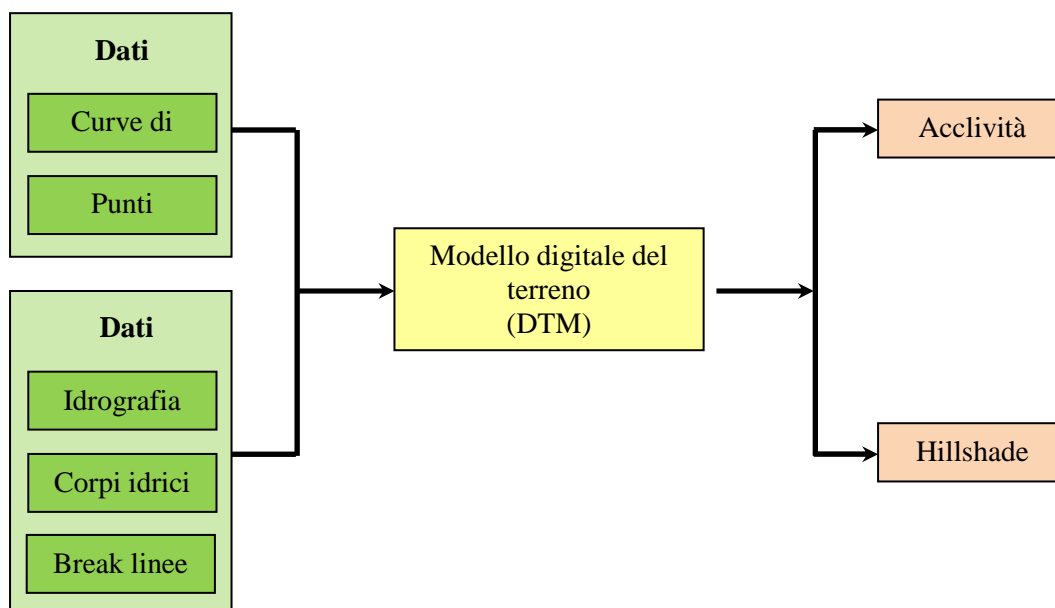 Dati
Curve di
Punti
Dati
Idrografia
Corpi idrici
Break linee
Modello digitale del
terreno
(DTM)
Acclività
Hillshade